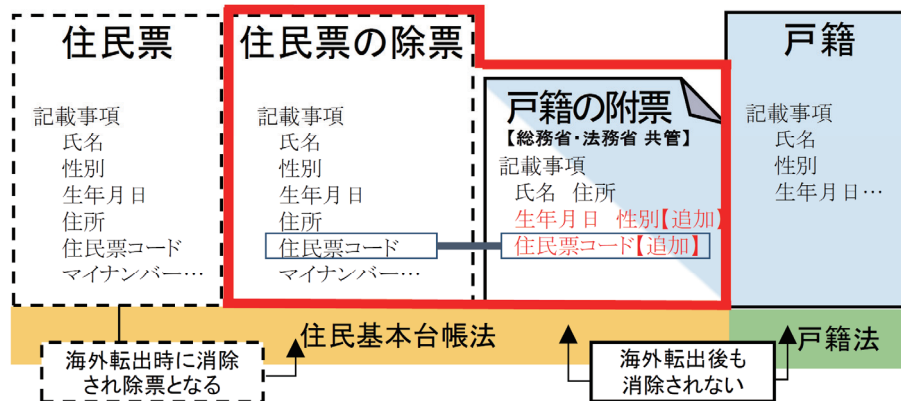 住民票
記載事項
氏名
性別
生年月日
住所
住民票コード
マイナンバー…
住民票の除票
記載事項
氏名
性別
生年月日
住所
住民票コード
マイナンバー…
戸籍の附票
【総務省・法務省 共管】
記載事項
氏名 住所
生年月日 性別【追加】
住民票コード【追加】
戸籍
記載事項
氏名
性別
生年月日…
住民基本台帳法
戸籍法
海外転出時に消除
され除票となる
海外転出後も
消除されない